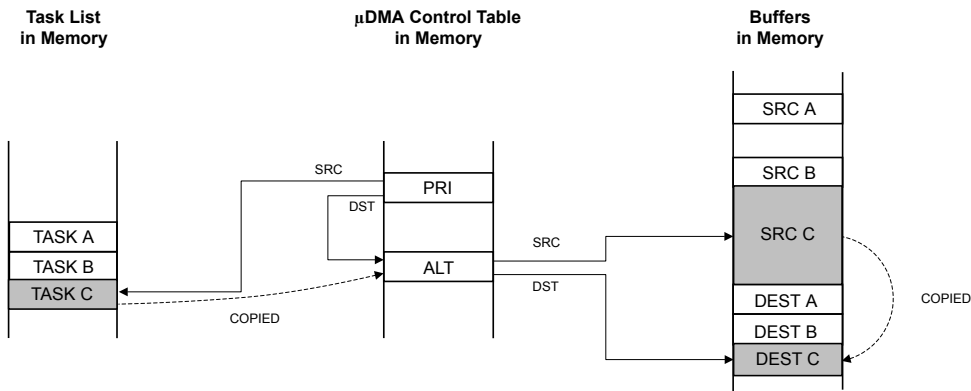 Task List
in Memory
µDMA Control Table
in Memory
Buffers
in Memory
SRC A
SRC B
SRC C
DEST A
DEST B
DEST C
SRC
PRI
DST
TASK A
TASK B
TASK C
ALT
SRC
DST
COPIED
COPIED